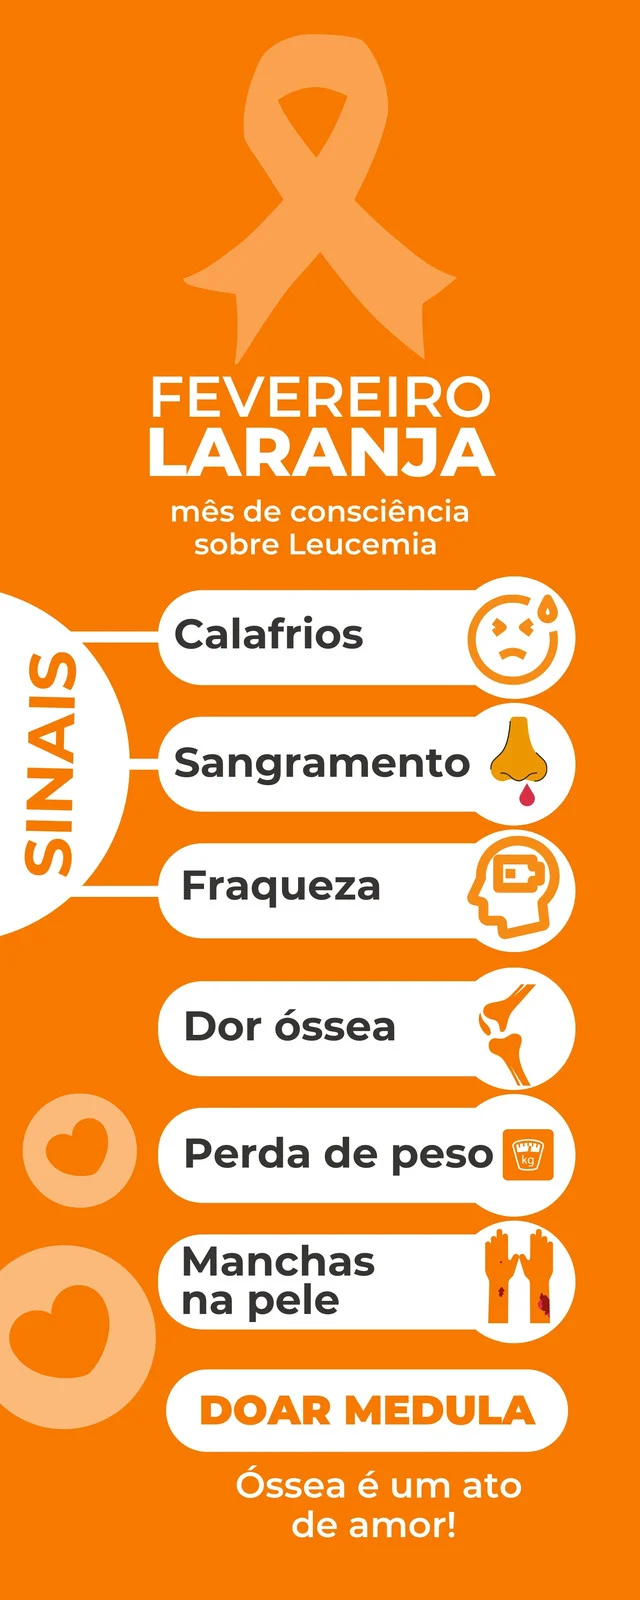 FEVEREIRO
LARANJA
mês de consciência
sobre Leucemia
SINAIS
Calafrios
Sangramento
Fraqueza
Dor óssea
Perda de peso
kg
Manchas
na pele
DOAR MEDULA
Óssea é um ato
de amor!